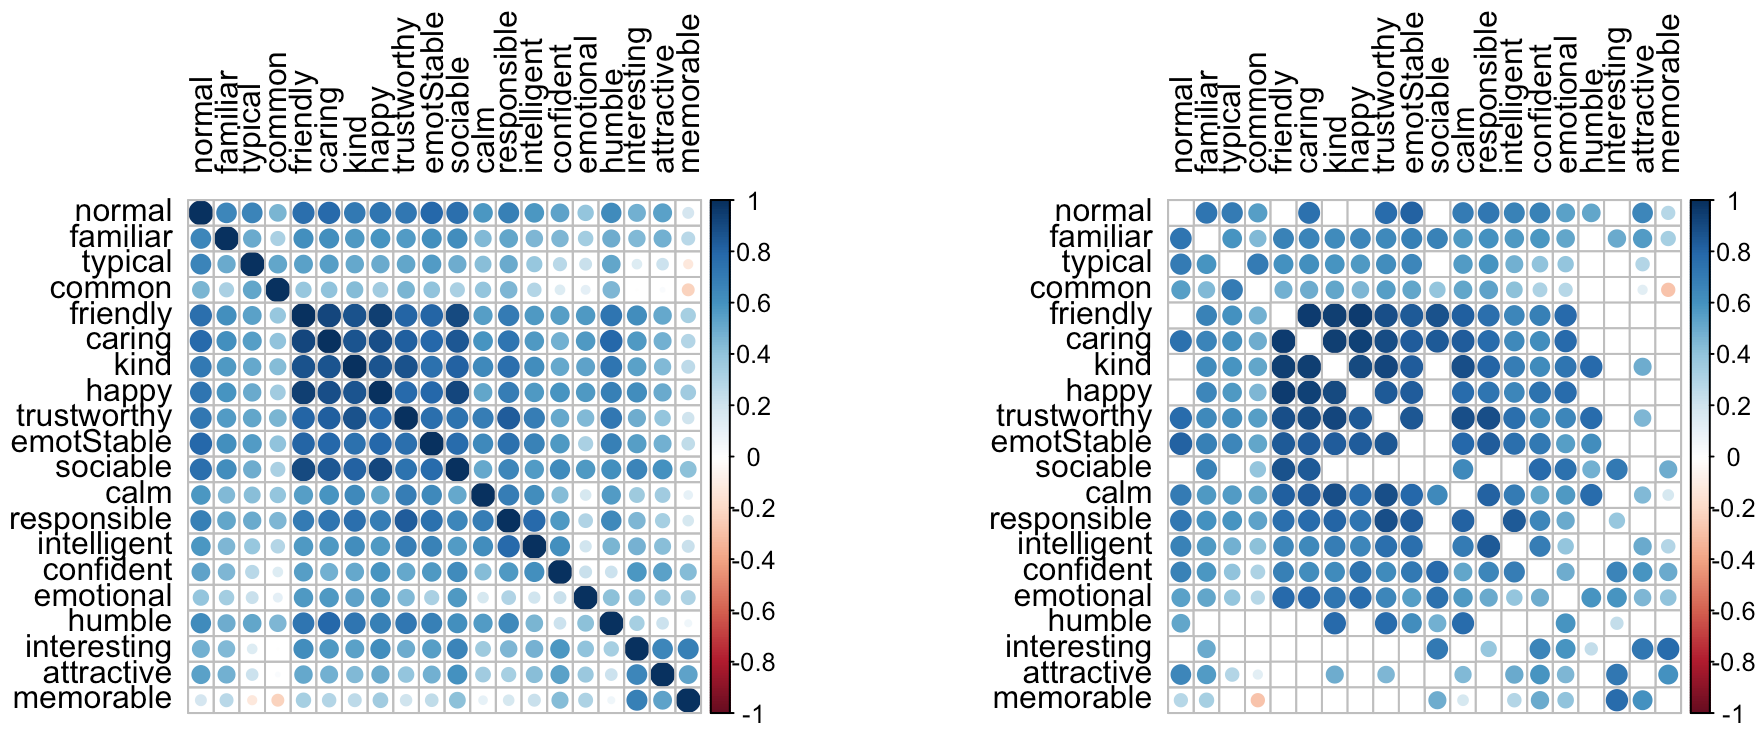 normal familiar typical common friendly caring kind happy trustworthy emotStable sociable calm responsible intelligent confident emotional humble interesting attractive memorable
normal
familiar
typical
common
friendly
caring
kind
happy
trustworthy
emotStable
sociable
calm
responsible
intelligent
confident
emotional
humble
interesting
attractive
memorable
1
0.8
0.6
0.4
0.2
0
-0.2
-0.4
-0.6
-0.8
-1
normal familiar typical common friendly caring kind happy trustworthy emotStable sociable calm responsible intelligent confident emotional humble interesting attractive memorable
normal
familiar
typical
common
friendly
caring
kind
happy
trustworthy
emotStable
sociable
calm
responsible
intelligent
confident
emotional
humble
interesting
attractive
memorable
1
0.8
0.6
0.4
0.2
0
-0.2
-0.4
-0.6
-0.8
-1